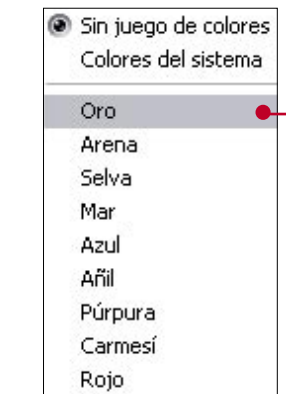 Sin juego de colores
Colores del sistema
Oro
Arena
Selva
Mar
Azul
Añil
Púrpura
Carmesí
Rojo